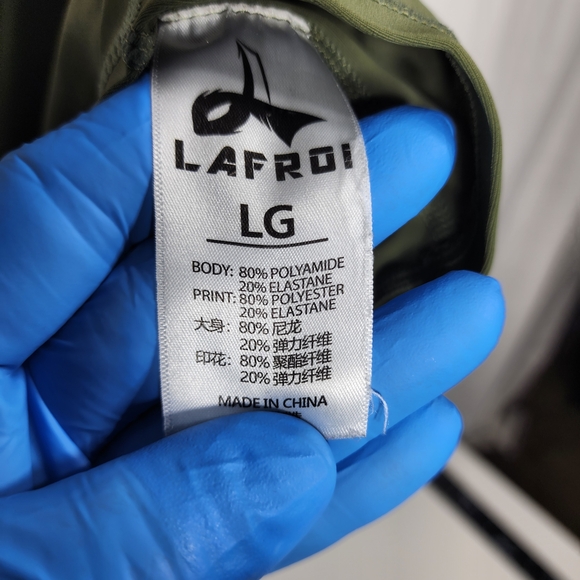 LAFROI
LG
BODY: 80% POLYAMIDE
20% ELASTANE
PRINT: 80% POLYESTER
20% ELASTANE
大身: 80% 尼龙
20% 弹力纤维
印花: 80% 聚酯纤维
20% 弹力纤维
MADE IN CHINA